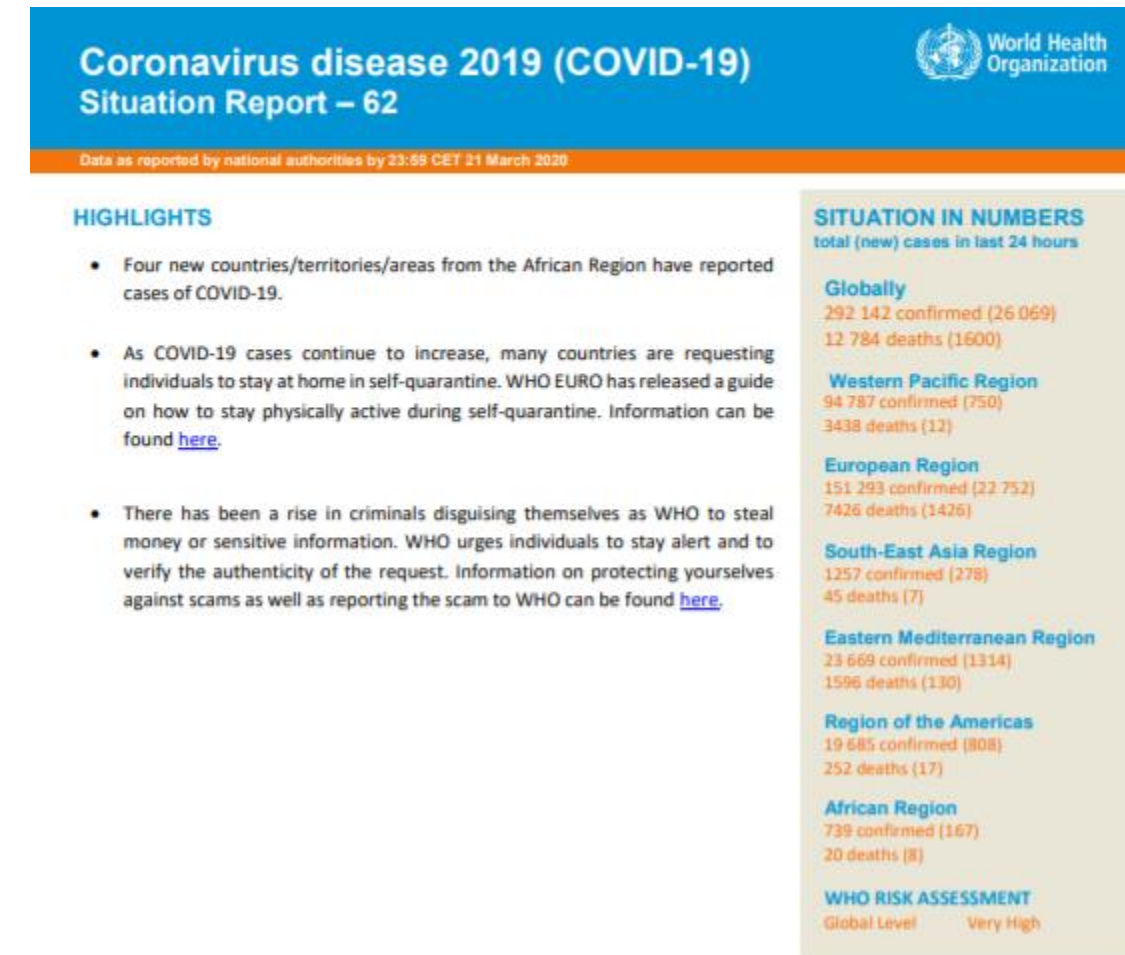 Coronavirus disease 2019 (COVID-19)
Situation Report – 62
World Health
Organization
Data as reported by national authorities by 23:59 CET 21 March 2020
HIGHLIGHTS
• Four new countries/territories/areas from the African Region have reported
cases of COVID-19.
• As COVID-19 cases continue to increase, many countries are requesting
individuals to stay at home in self-quarantine. WHO EURO has released a guide
on how to stay physically active during self-quarantine. Information can be
found here.
• There has been a rise in criminals disguising themselves as WHO to steal
money or sensitive information. WHO urges individuals to stay alert and to
verify the authenticity of the request. Information on protecting yourselves
against scams as well as reporting the scam to WHO can be found here.
SITUATION IN NUMBERS
total (new) cases in last 24 hours
Globally
292 142 confirmed (26 069)
12 784 deaths (1600)
Western Pacific Region
94 787 confirmed (750)
3438 deaths (12)
European Region
151 293 confirmed (22 752)
7426 deaths (1426)
South-East Asia Region
1257 confirmed (278)
45 deaths (7)
Eastern Mediterranean Region
23 669 confirmed (1314)
1596 deaths (130)
Region of the Americas
19 685 confirmed (808)
252 deaths (17)
African Region
739 confirmed (167)
20 deaths (8)
WHO RISK ASSESSMENT
Global Level Very High